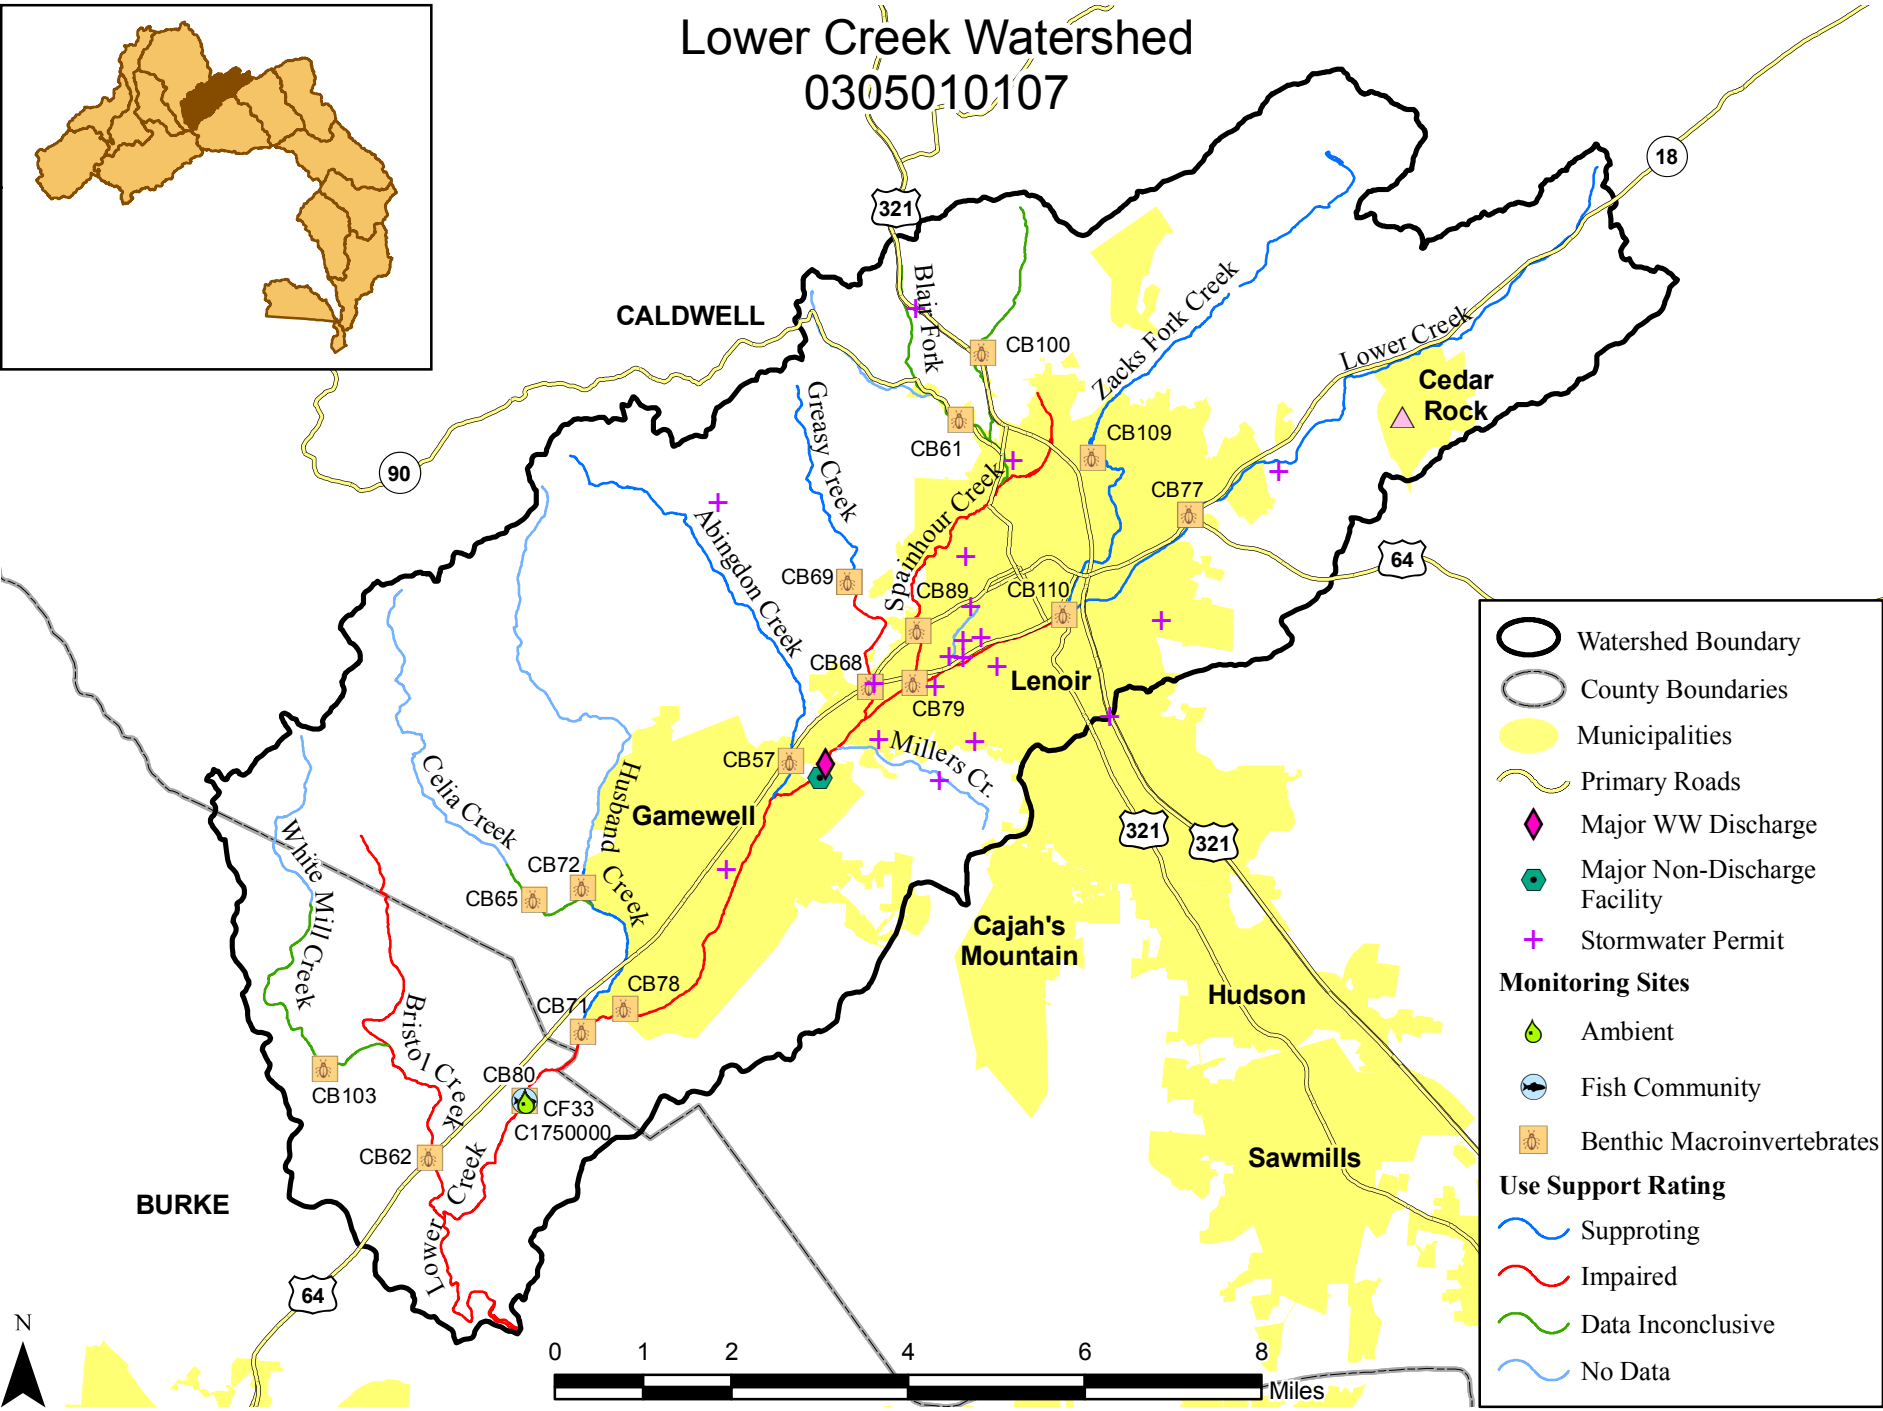 Lower Creek Watershed
0305010107
18
321
CALDWELL
Blair Fork
Zacks Fork Creek
Lower Creek
CB100
Cedar
Rock
Greasy Creek
CB61
CB109
90
CB77
Abingdon Creek
Spainhour Creek
64
CB69
CB89
CB110
CB68
Lenoir
CB79
CB57
Millers Cr.
Celia Creek
Husband Creek
Gamewell
321
321
White Mill Creek
CB72
CB65
Cajah's
Mountain
Hudson
CB78
CB71
Bristol Creek
CB80
CB103
CF33
C1750000
CB62
Lower Creek
Sawmills
BURKE
64
N
0 1 2 4 6 8
Miles
Watershed Boundary
County Boundaries
Municipalities
Primary Roads
Major WW Discharge
Major Non-Discharge
Facility
Stormwater Permit
Monitoring Sites
Ambient
Fish Community
Benthic Macroinvertebrates
Use Support Rating
Supproting
Impaired
Data Inconclusive
No Data